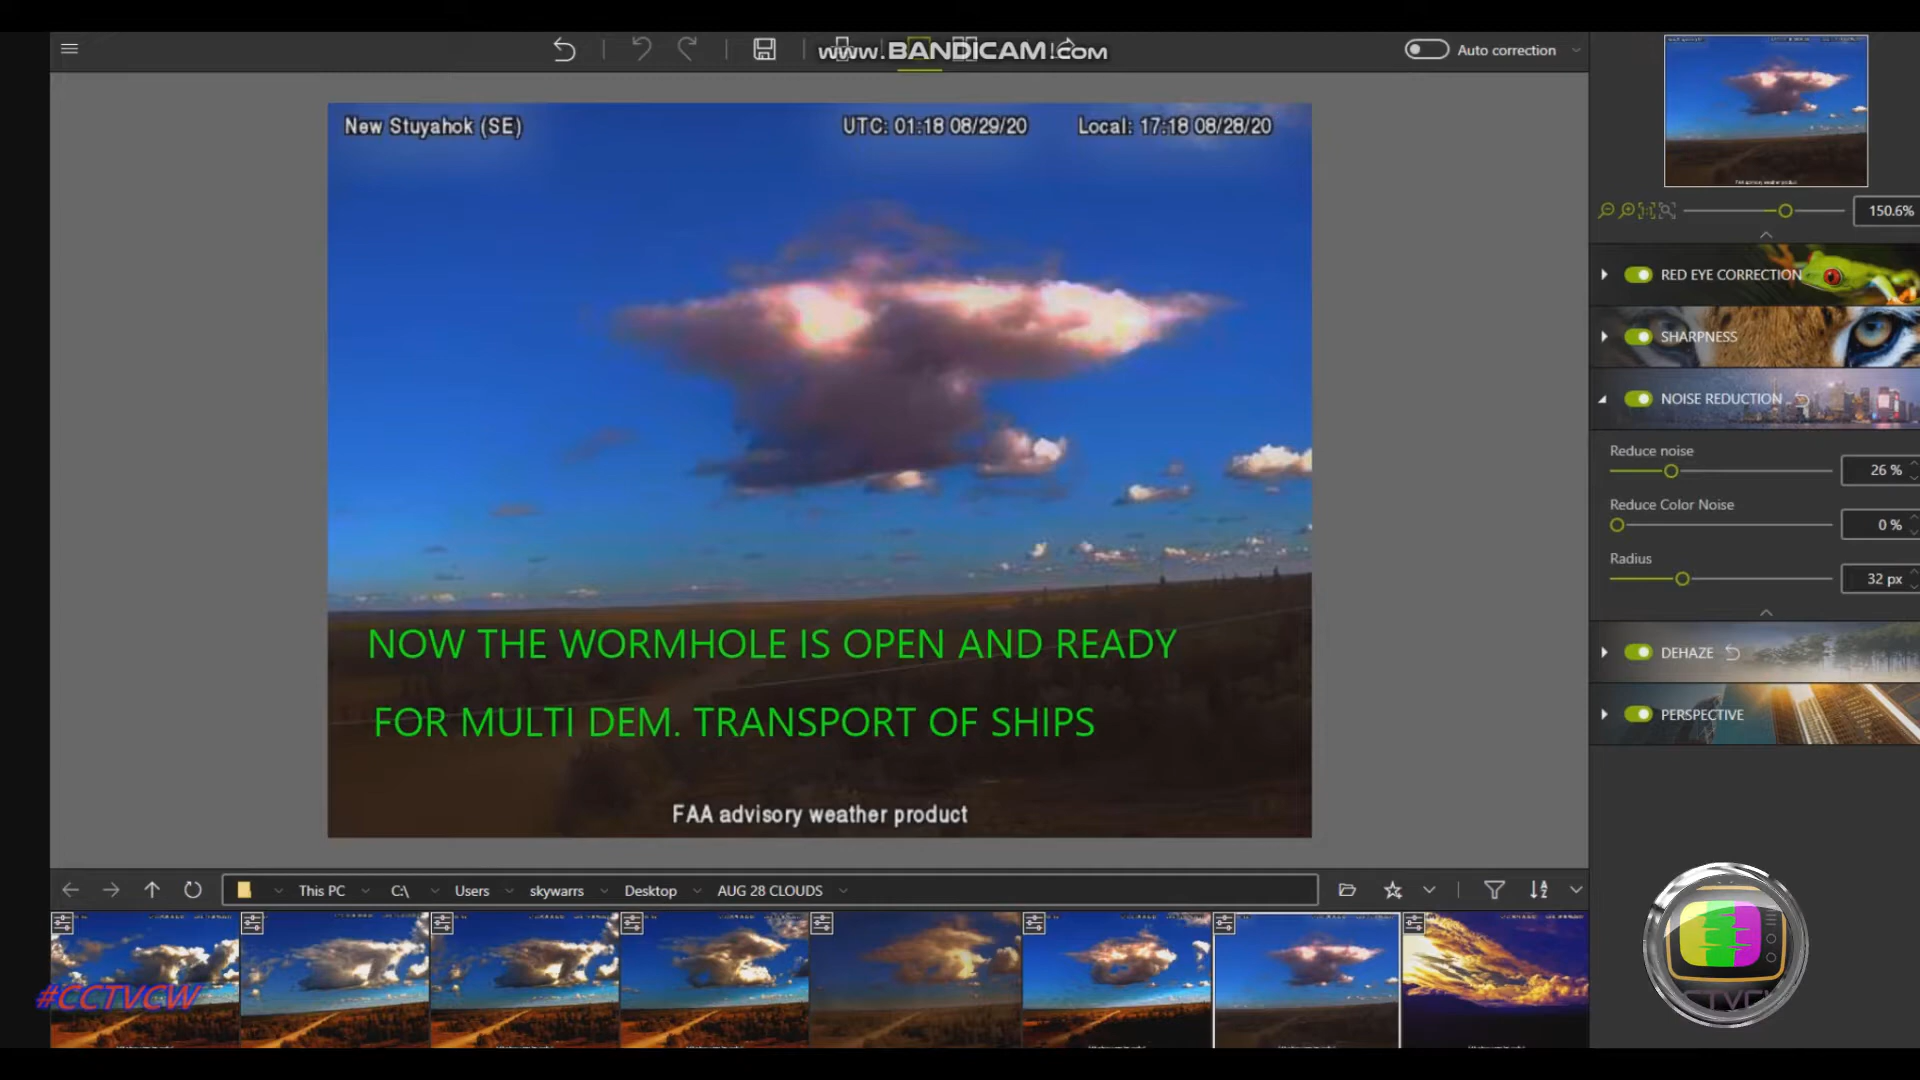 www.BANDICAM.com
Auto correction
New Stuyahok (SE)
UTC: 01:18 08/29/20
Local: 17:18 08/28/20
150.6%
RED EYE CORRECTION
SHARPNESS
NOISE REDUCTION
Reduce noise
26 %
Reduce Color Noise
0 %
Radius
32 px
DEHAZE
PERSPECTIVE
NOW THE WORMHOLE IS OPEN AND READY
FOR MULTI DEM. TRANSPORT OF SHIPS
FAA advisory weather product
This PC
C:\
Users
skywarrs
Desktop
AUG 28 CLOUDS
#CCTVCW